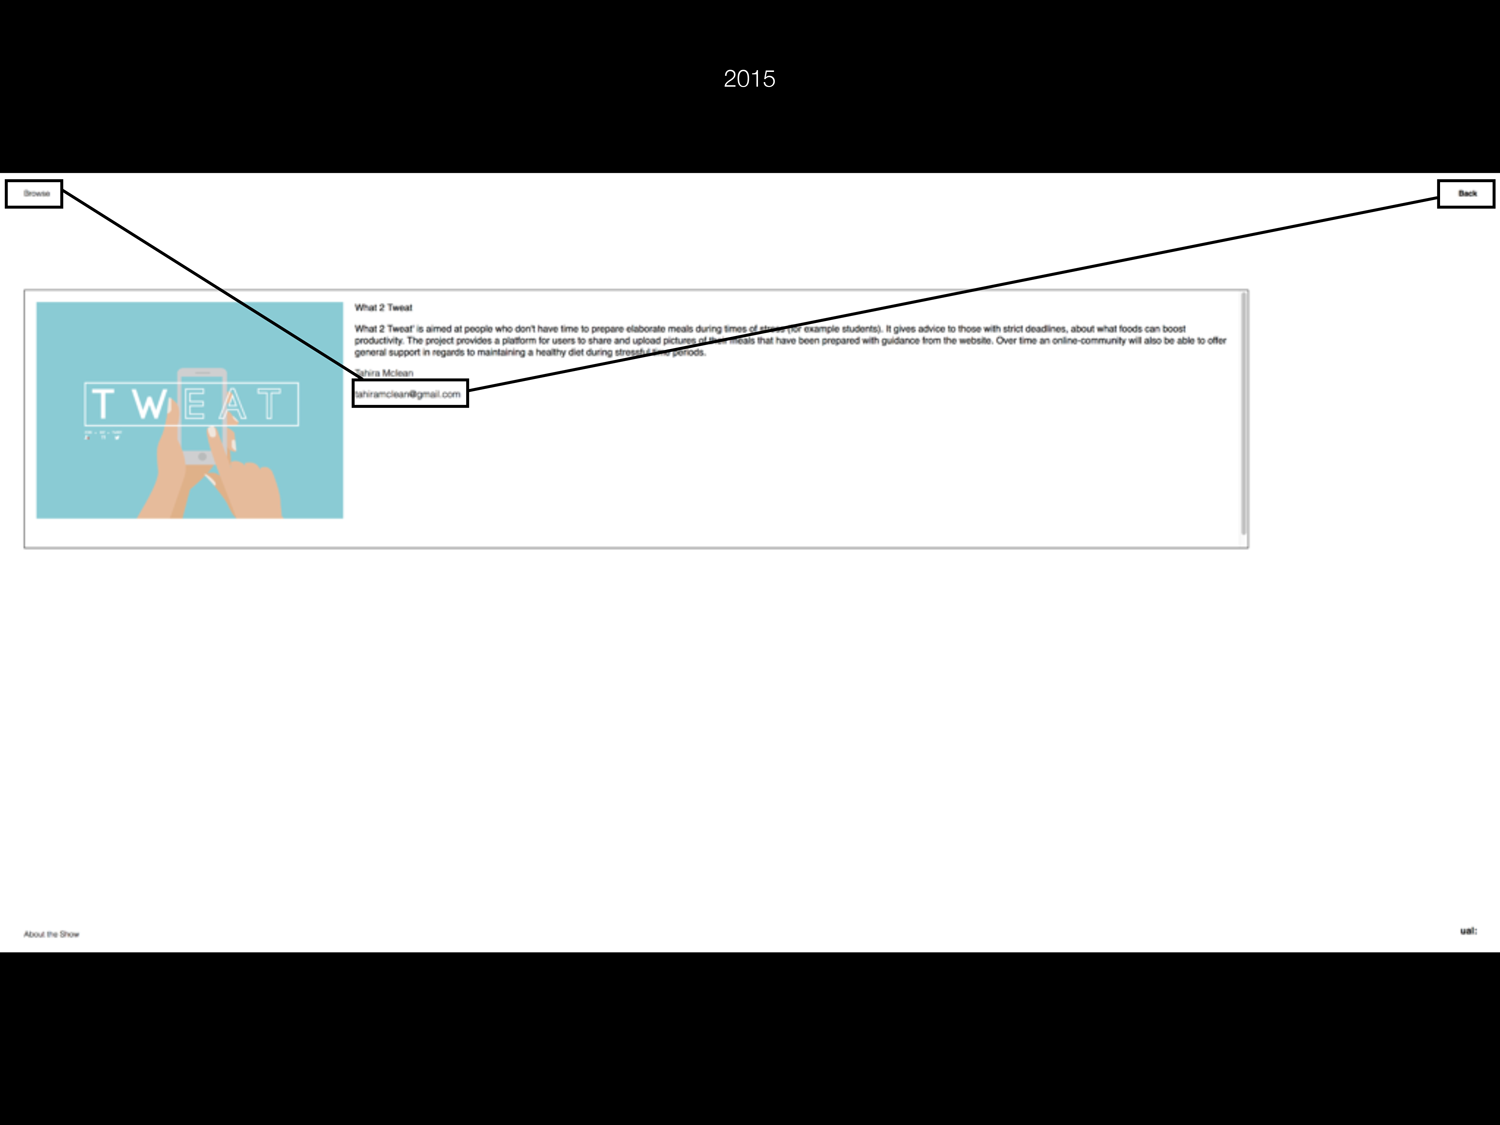 2015
Browse
Back
What 2 Tweat
What 2 Tweat' is aimed at people who don't have time to prepare elaborate meals during times of stress (for example students). It gives advice to those with strict deadlines, about what foods can boost
productivity. The project provides a platform for users to share and upload pictures of their meals that have been prepared with guidance from the website. Over time an online-community will also be able to offer
general support in regards to maintaining a healthy diet during stressful time periods.
Tahira Mclean
tahiramclean@gmail.com
TWEAT
About the Show
ual: